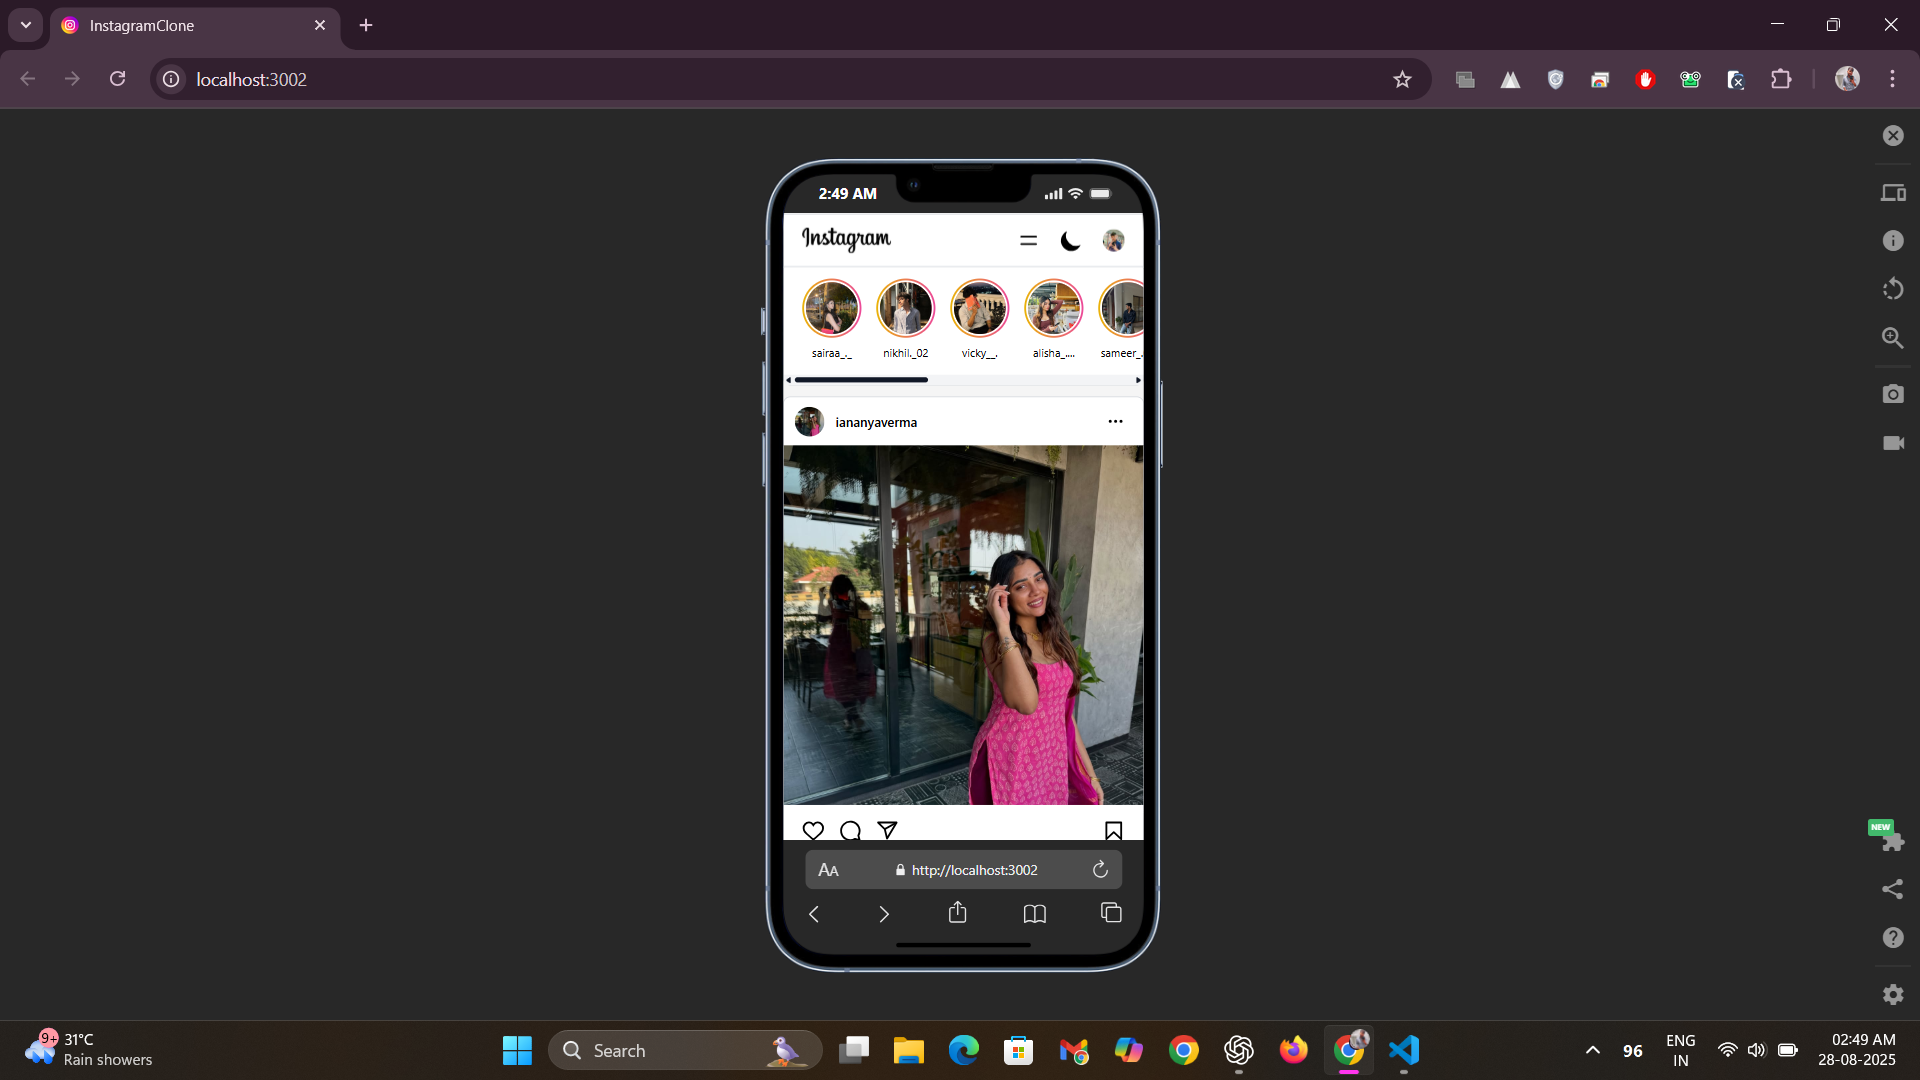 InstagramClone
localhost:3002
2:49 AM
Instagram
sairaa_._
nikhil._02
vicky__.
alisha_....
sameer_.
iananyaverma
AA
http://localhost:3002
NEW
9+
31°C
Rain showers
Search
96
ENG
IN
02:49 AM
28-08-2025